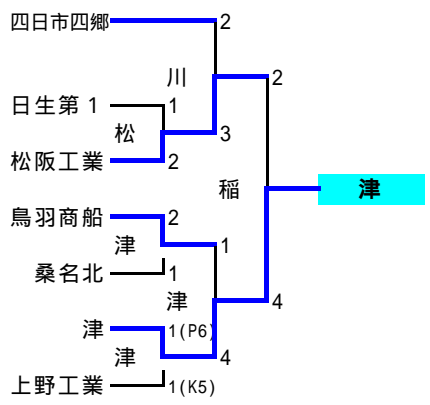 四日市四郷 2
川 2
日生第１ 1
松 3
松阪工業 2
稲 津
鳥羽商船 2
津 1
桑名北 1
津 4
津 1(P6)
津 4
上野工業 1(K5)